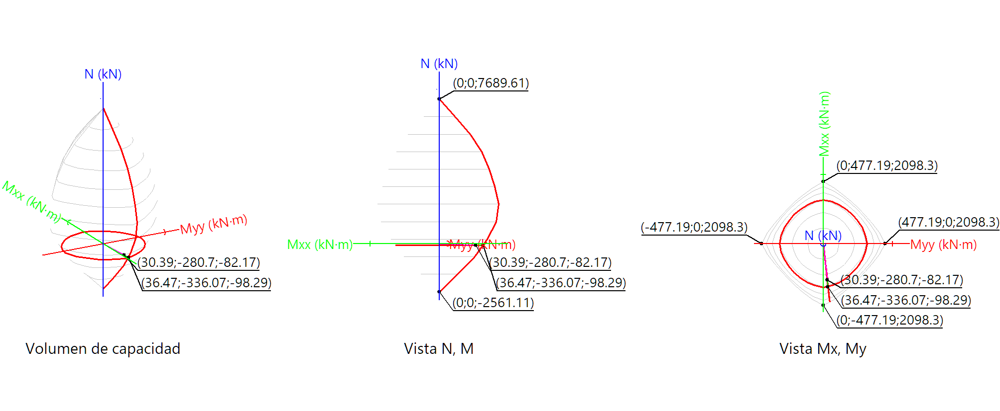 N (kN)
Mxx (kN·m)
Myy (kN·m)
(30.39;-280.7;-82.17)
(36.47;-336.07;-98.29)
Volumen de capacidad
N (kN)
(0;0;7689.61)
Mxx (kN·m)
Myy (kN·m)
(30.39;-280.7;-82.17)
(36.47;-336.07;-98.29)
(0;0;-2561.11)
Vista N, M
Mxx (kN·m)
(0;477.19;2098.3)
(-477.19;0;2098.3)
(477.19;0;2098.3)
N (kN)
Myy (kN·m)
(30.39;-280.7;-82.17)
(36.47;-336.07;-98.29)
(0;-477.19;2098.3)
Vista Mx, My